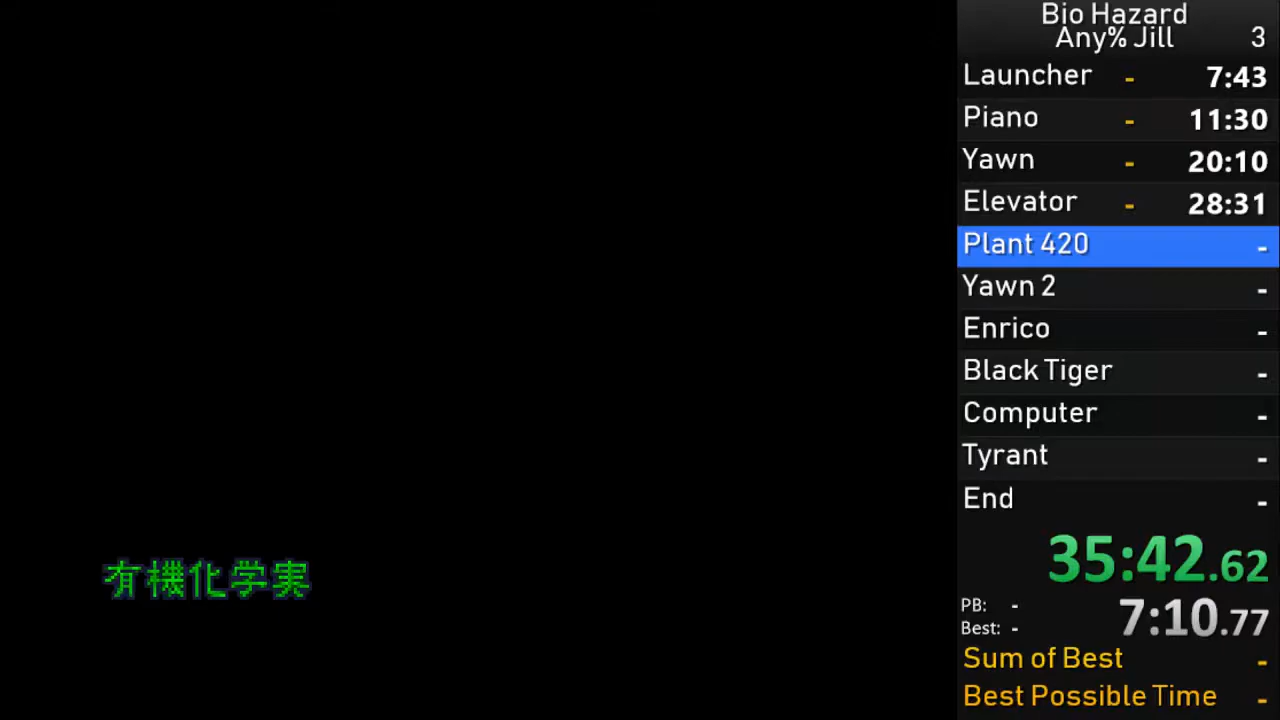 Bio Hazard
Any% Jill 3
Launcher - 7:43
Piano - 11:30
Yawn - 20:10
Elevator - 28:31
Plant 420 -
Yawn 2 -
Enrico -
Black Tiger -
Computer -
Tyrant -
End -
有機化学実
35:42.62
PB: -
7:10.77
Best: -
Sum of Best -
Best Possible Time -